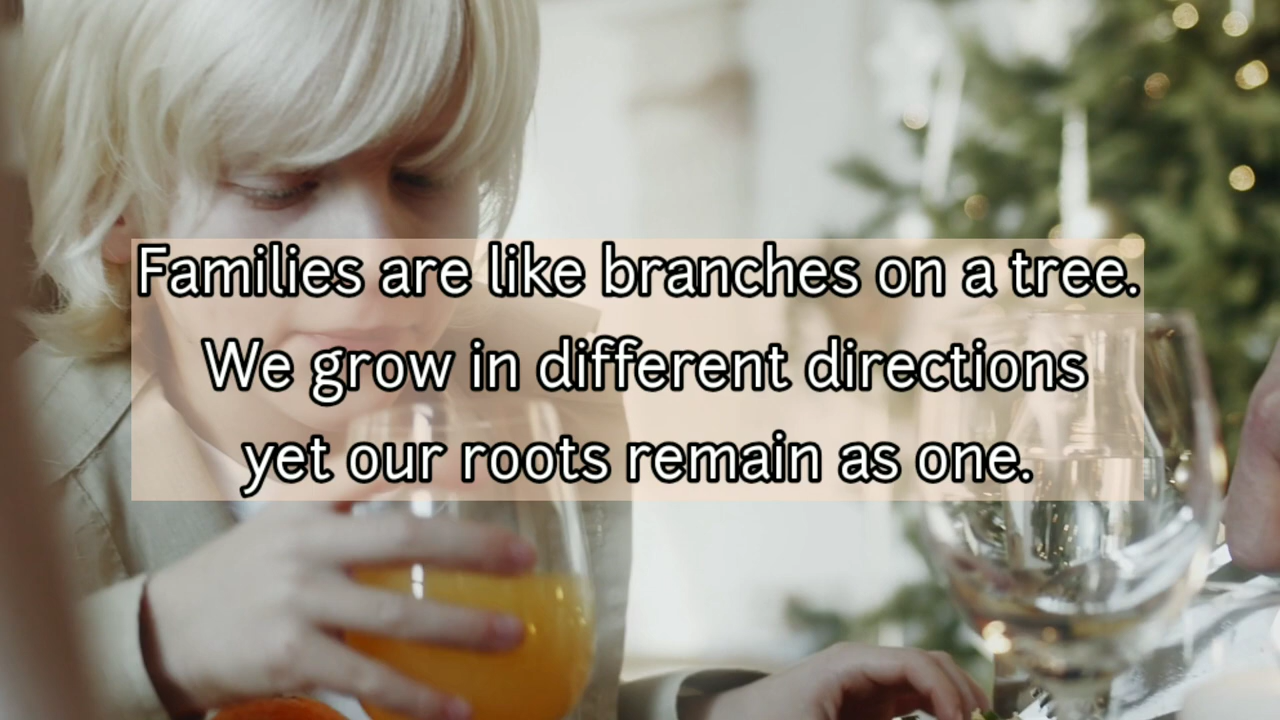 Families are like branches on a tree.
We grow in different directions
yet our roots remain as one.